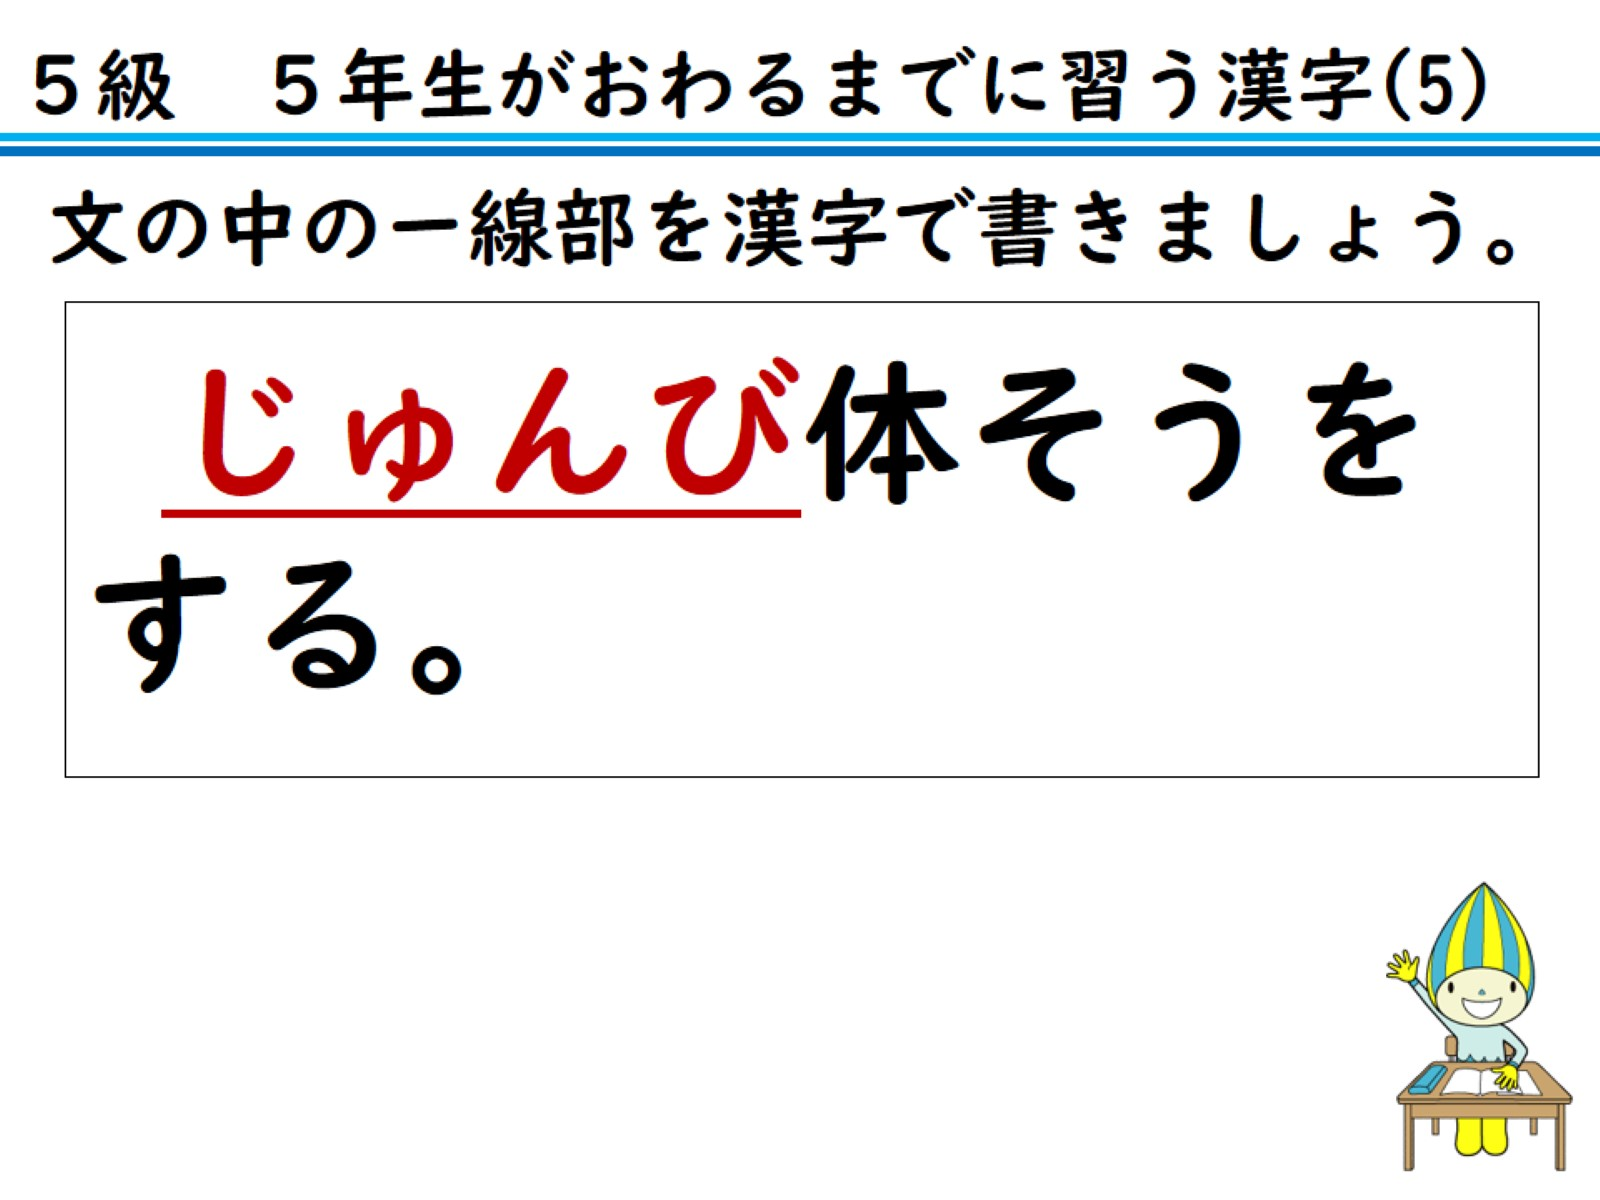 ５級　５年生がおわるまでに習う漢字(5)
文の中の一線部を漢字で書きましょう。
じゅんび体そうを
する。